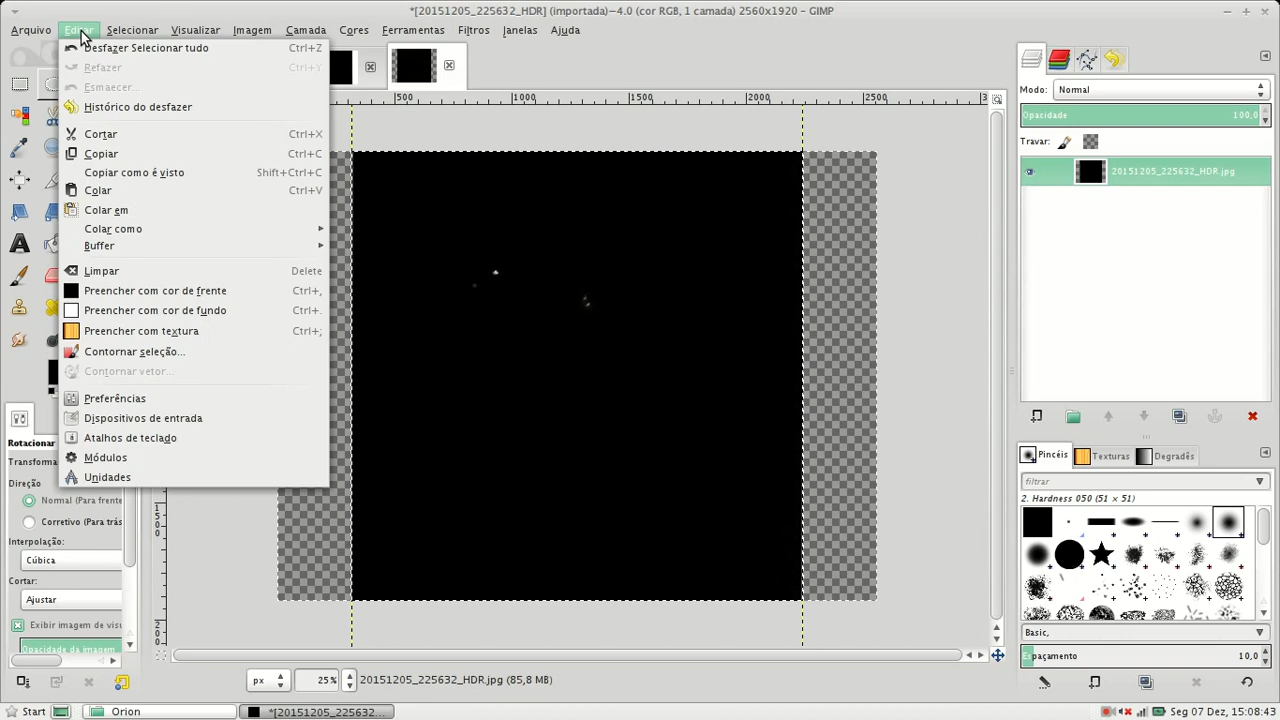 *[20151205_225632_HDR] (importada)−4.0 (cor RGB, 1 camada) 2560x1920 – GIMP
Arquivo Editar Selecionar Visualizar Imagem Camada Cores Ferramentas Filtros Janelas Ajuda
Desfazer Selecionar tudo Ctrl+Z
Refazer Ctrl+Y
Esmaecer...
Histórico do desfazer
Cortar Ctrl+X
Copiar Ctrl+C
Copiar como é visto Shift+Ctrl+C
Colar Ctrl+V
Colar em
Colar como
Buffer
Limpar Delete
Preencher com cor de frente Ctrl+,
Preencher com cor de fundo Ctrl+.
Preencher com textura Ctrl+;
Contornar seleção...
Contornar vetor...
Preferências
Dispositivos de entrada
Atalhos de teclado
Módulos
Unidades
Rotacionar
Transforma
Direção
Normal (Para frente
Corretivo (Para trás
Interpolação:
Cúbica
Cortar:
Ajustar
Exibir imagem de visu
Opacidade da imagem
500 1000 1500 2000 2500
1500
200
px 25% 20151205_225632_HDR.jpg (85,8 MB)
Modo: Normal
Opacidade 100,0
Travar:
20151205_225632_HDR.jpg
Pincéis Texturas Degradês
filtrar
2. Hardness 050 (51 × 51)
Basic,
Espaçamento 10,0
Start Orion *[20151205_225632... Seg 07 Dez, 15:08:43